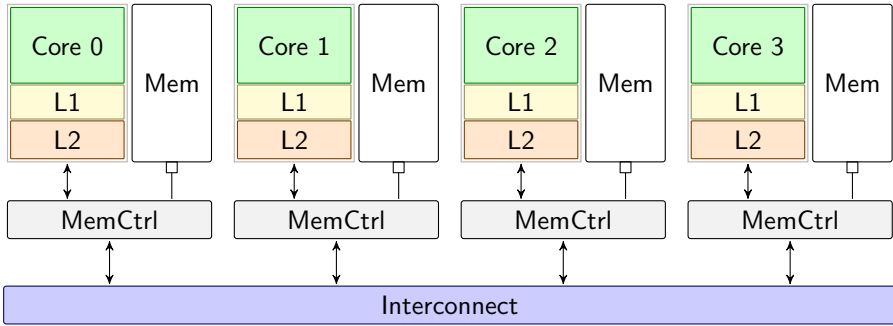 Core 0
L1
L2
Mem
MemCtrl
Core 1
L1
L2
Mem
MemCtrl
Core 2
L1
L2
Mem
MemCtrl
Core 3
L1
L2
Mem
MemCtrl
Interconnect